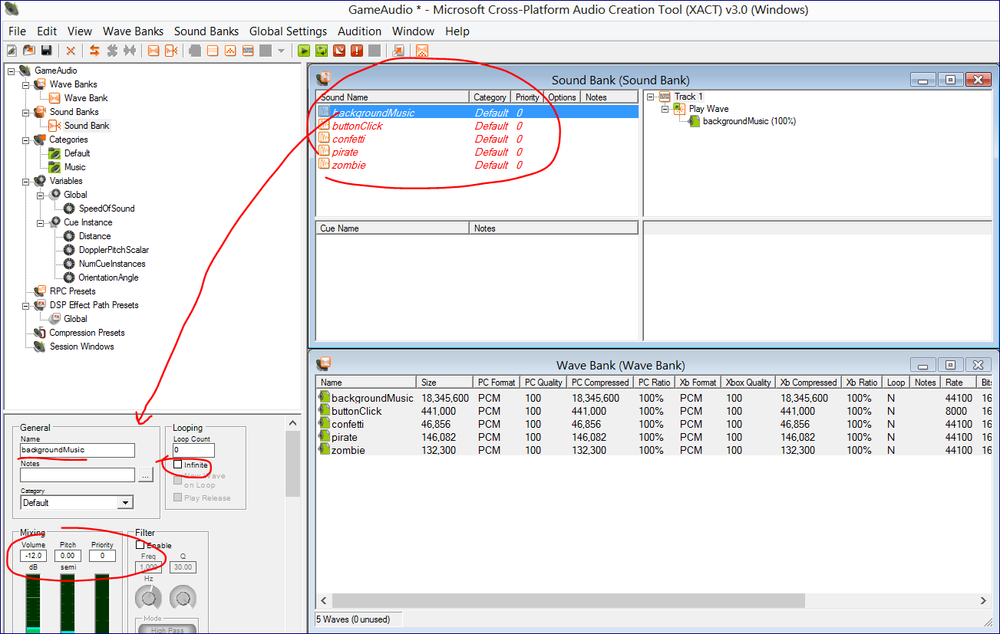 GameAudio * - Microsoft Cross-Platform Audio Creation Tool (XACT) v3.0 (Windows)
File Edit View Wave Banks Sound Banks Global Settings Audition Window Help
GameAudio
Wave Banks
Wave Bank
Sound Banks
Sound Bank
Categories
Default
Music
Variables
Global
SpeedOfSound
Cue Instance
Distance
DopplerPitchScalar
NumCueInstances
OrientationAngle
RPC Presets
DSP Effect Path Presets
Global
Compression Presets
Session Windows
General
Name
backgroundMusic
Notes
...
Category
Default
Looping
Loop Count
0
Infinite
New Wave
on Loop
Play Release
Mixing
Volume Pitch Priority
-12.0 0.00 0
dB semi
Filter
Enable
Freq Q
1,000 30.00
Hz
Mode
High Pass
Sound Bank (Sound Bank)
Sound Name Category Priority Options Notes
backgroundMusic Default 0
buttonClick Default 0
confetti Default 0
pirate Default 0
zombie Default 0
Track 1
Play Wave
backgroundMusic (100%)
Cue Name Notes
Wave Bank (Wave Bank)
Name Size PC Format PC Quality PC Compressed PC Ratio Xb Format Xbox Quality Xb Compressed Xb Ratio Loop Notes Rate Bits
backgroundMusic 18,345,600 PCM 100 18,345,600 100% PCM 100 18,345,600 100% N 44100 16
buttonClick 441,000 PCM 100 441,000 100% PCM 100 441,000 100% N 8000 16
confetti 46,856 PCM 100 46,856 100% PCM 100 46,856 100% N 44100 16
pirate 146,082 PCM 100 146,082 100% PCM 100 146,082 100% N 44100 16
zombie 132,300 PCM 100 132,300 100% PCM 100 132,300 100% N 44100 16
5 Waves (0 unused)